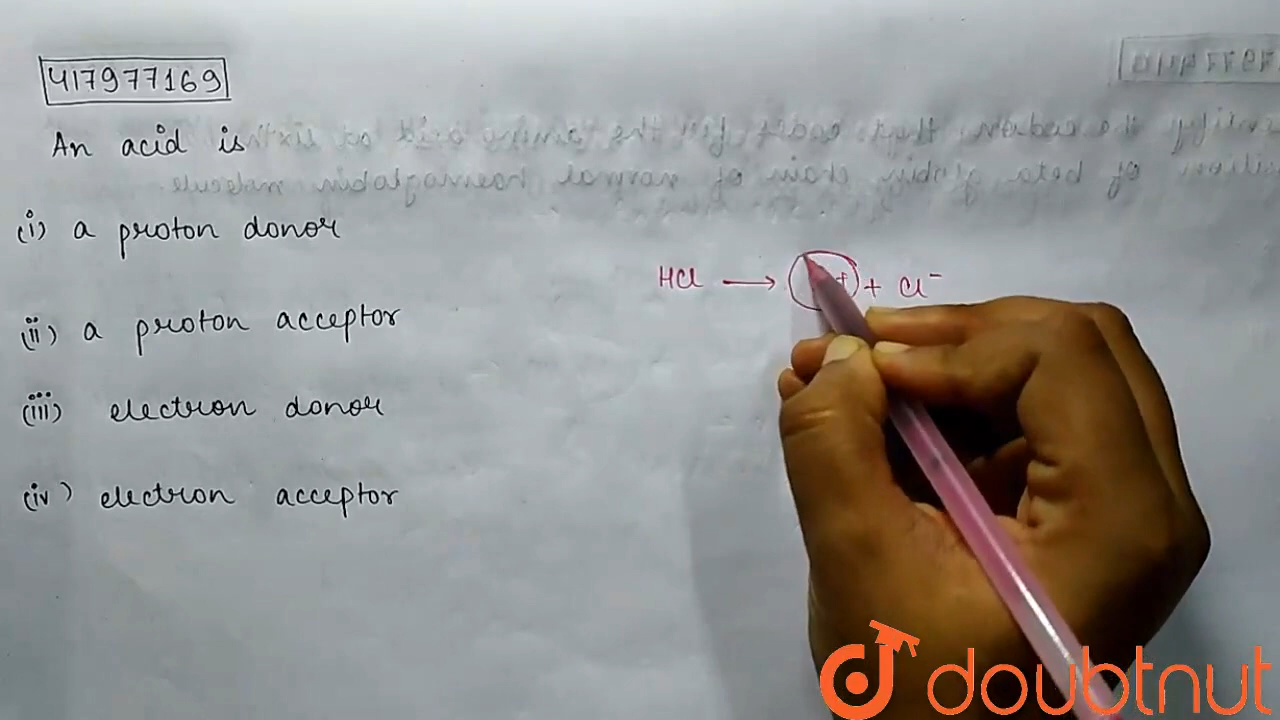 417977169
An acid is
(i) a proton donor
HCl → + Cl⁻
(ii) a proton acceptor
(iii) electron donor
(iv) electron acceptor
doubtnut